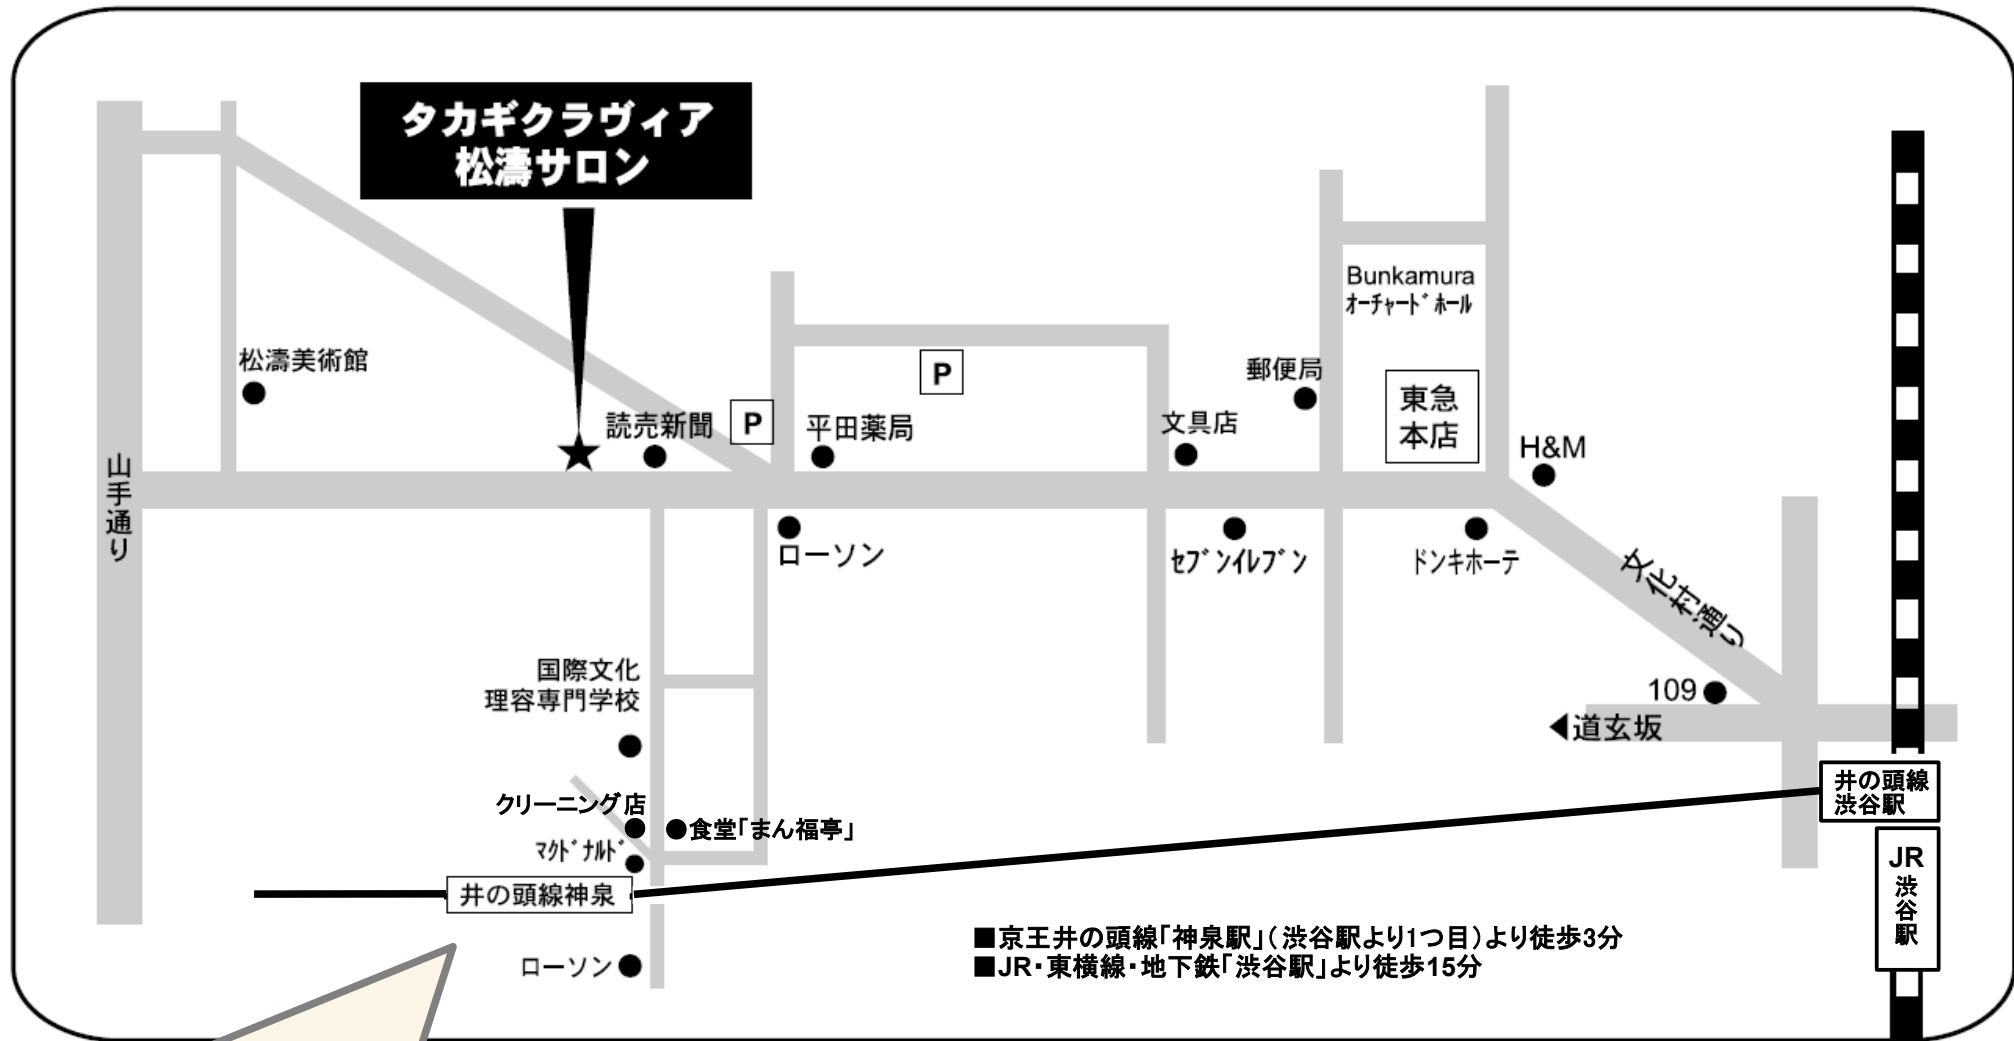 タカギクラヴィア
松濤サロン
Bunkamura
オーチャードホール
松濤美術館
郵便局
P
東急
本店
P
読売新聞
平田薬局
文具店
H&M
山手通り
ローソン
セブンイレブン
ドンキホーテ
文化村通り
国際文化
理容専門学校
109
◀道玄坂
井の頭線
渋谷駅
クリーニング店
食堂「まん福亭」
マクドナルド
JR
渋谷駅
井の頭線神泉
■京王井の頭線「神泉駅」(渋谷駅より1つ目)より徒歩3分
■JR・東横線・地下鉄「渋谷駅」より徒歩15分
ローソン